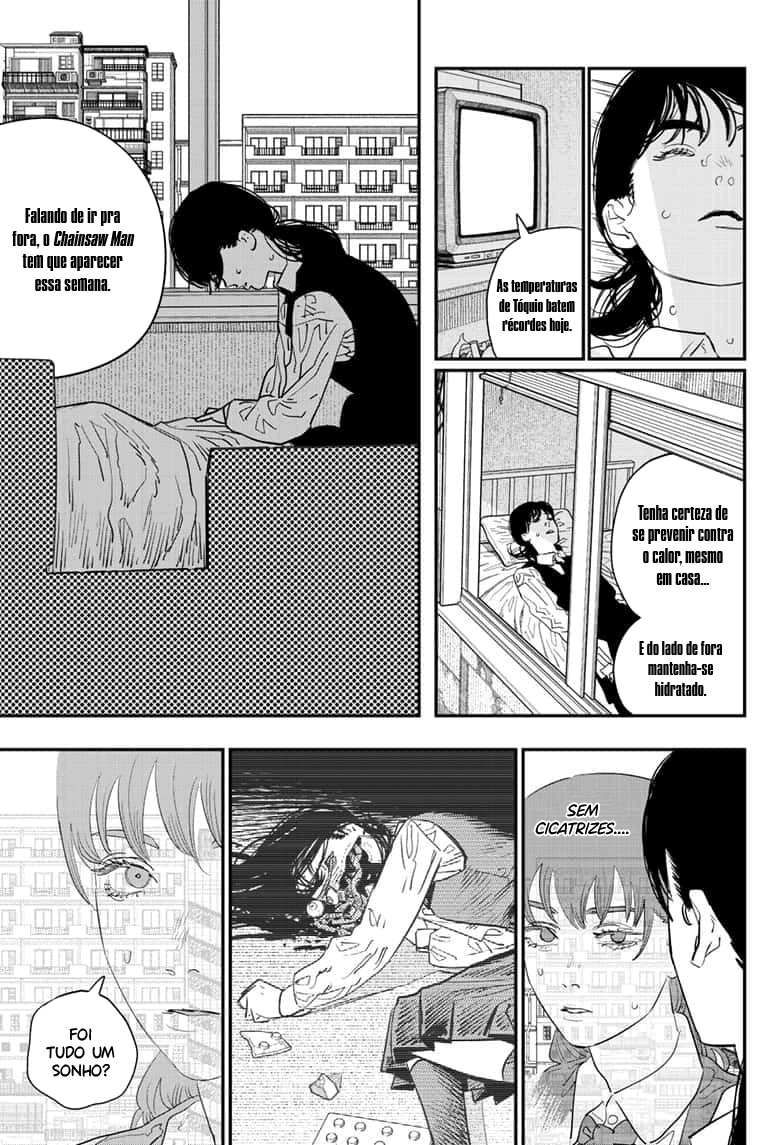 As temperaturas
de Tóquio batem
récordes hoje.
Tenha certeza de
se prevenir contra
o calor, mesmo
em casa...
E do lado de fora
mantenha-se
hidratado.
Falando de ir pra
fora, o Chainsaw Man
tem que aparecer
essa semana.
SEM
CICATRIZES....
FOI
TUDO UM
SONHO?